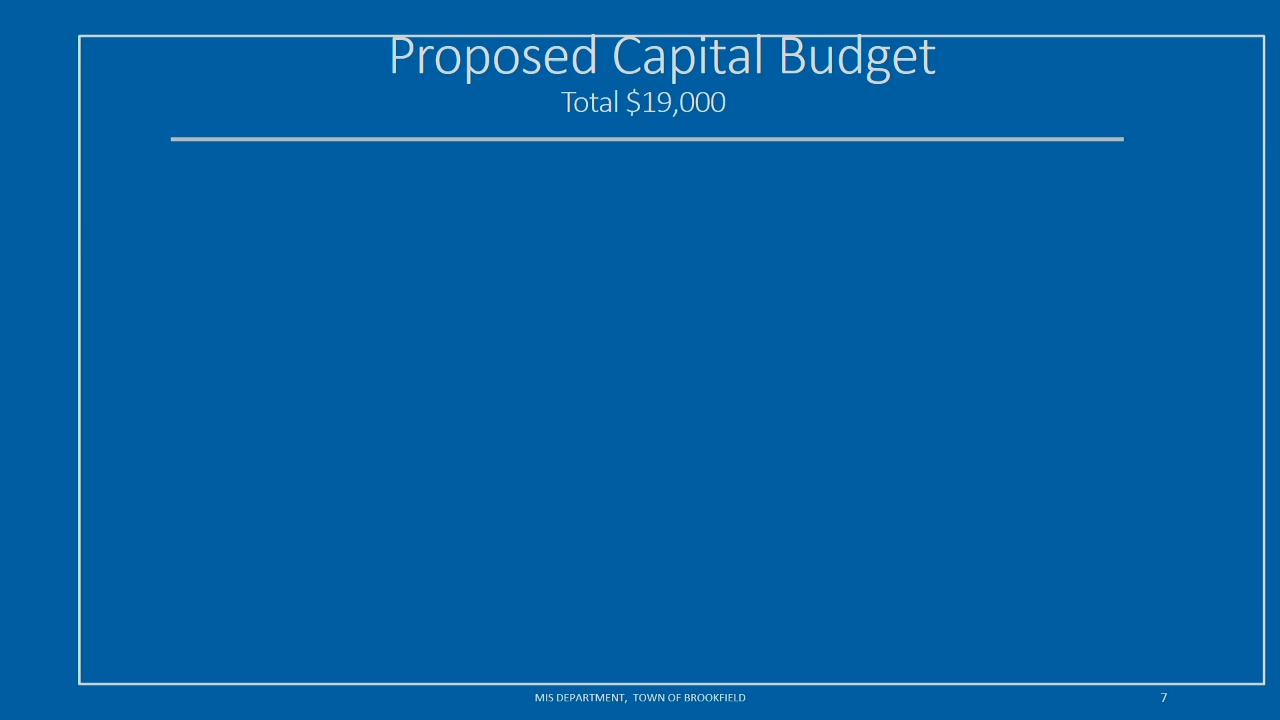 Proposed Capital Budget
Total $19,000
MIS DEPARTMENT, TOWN OF BROOKFIELD
7